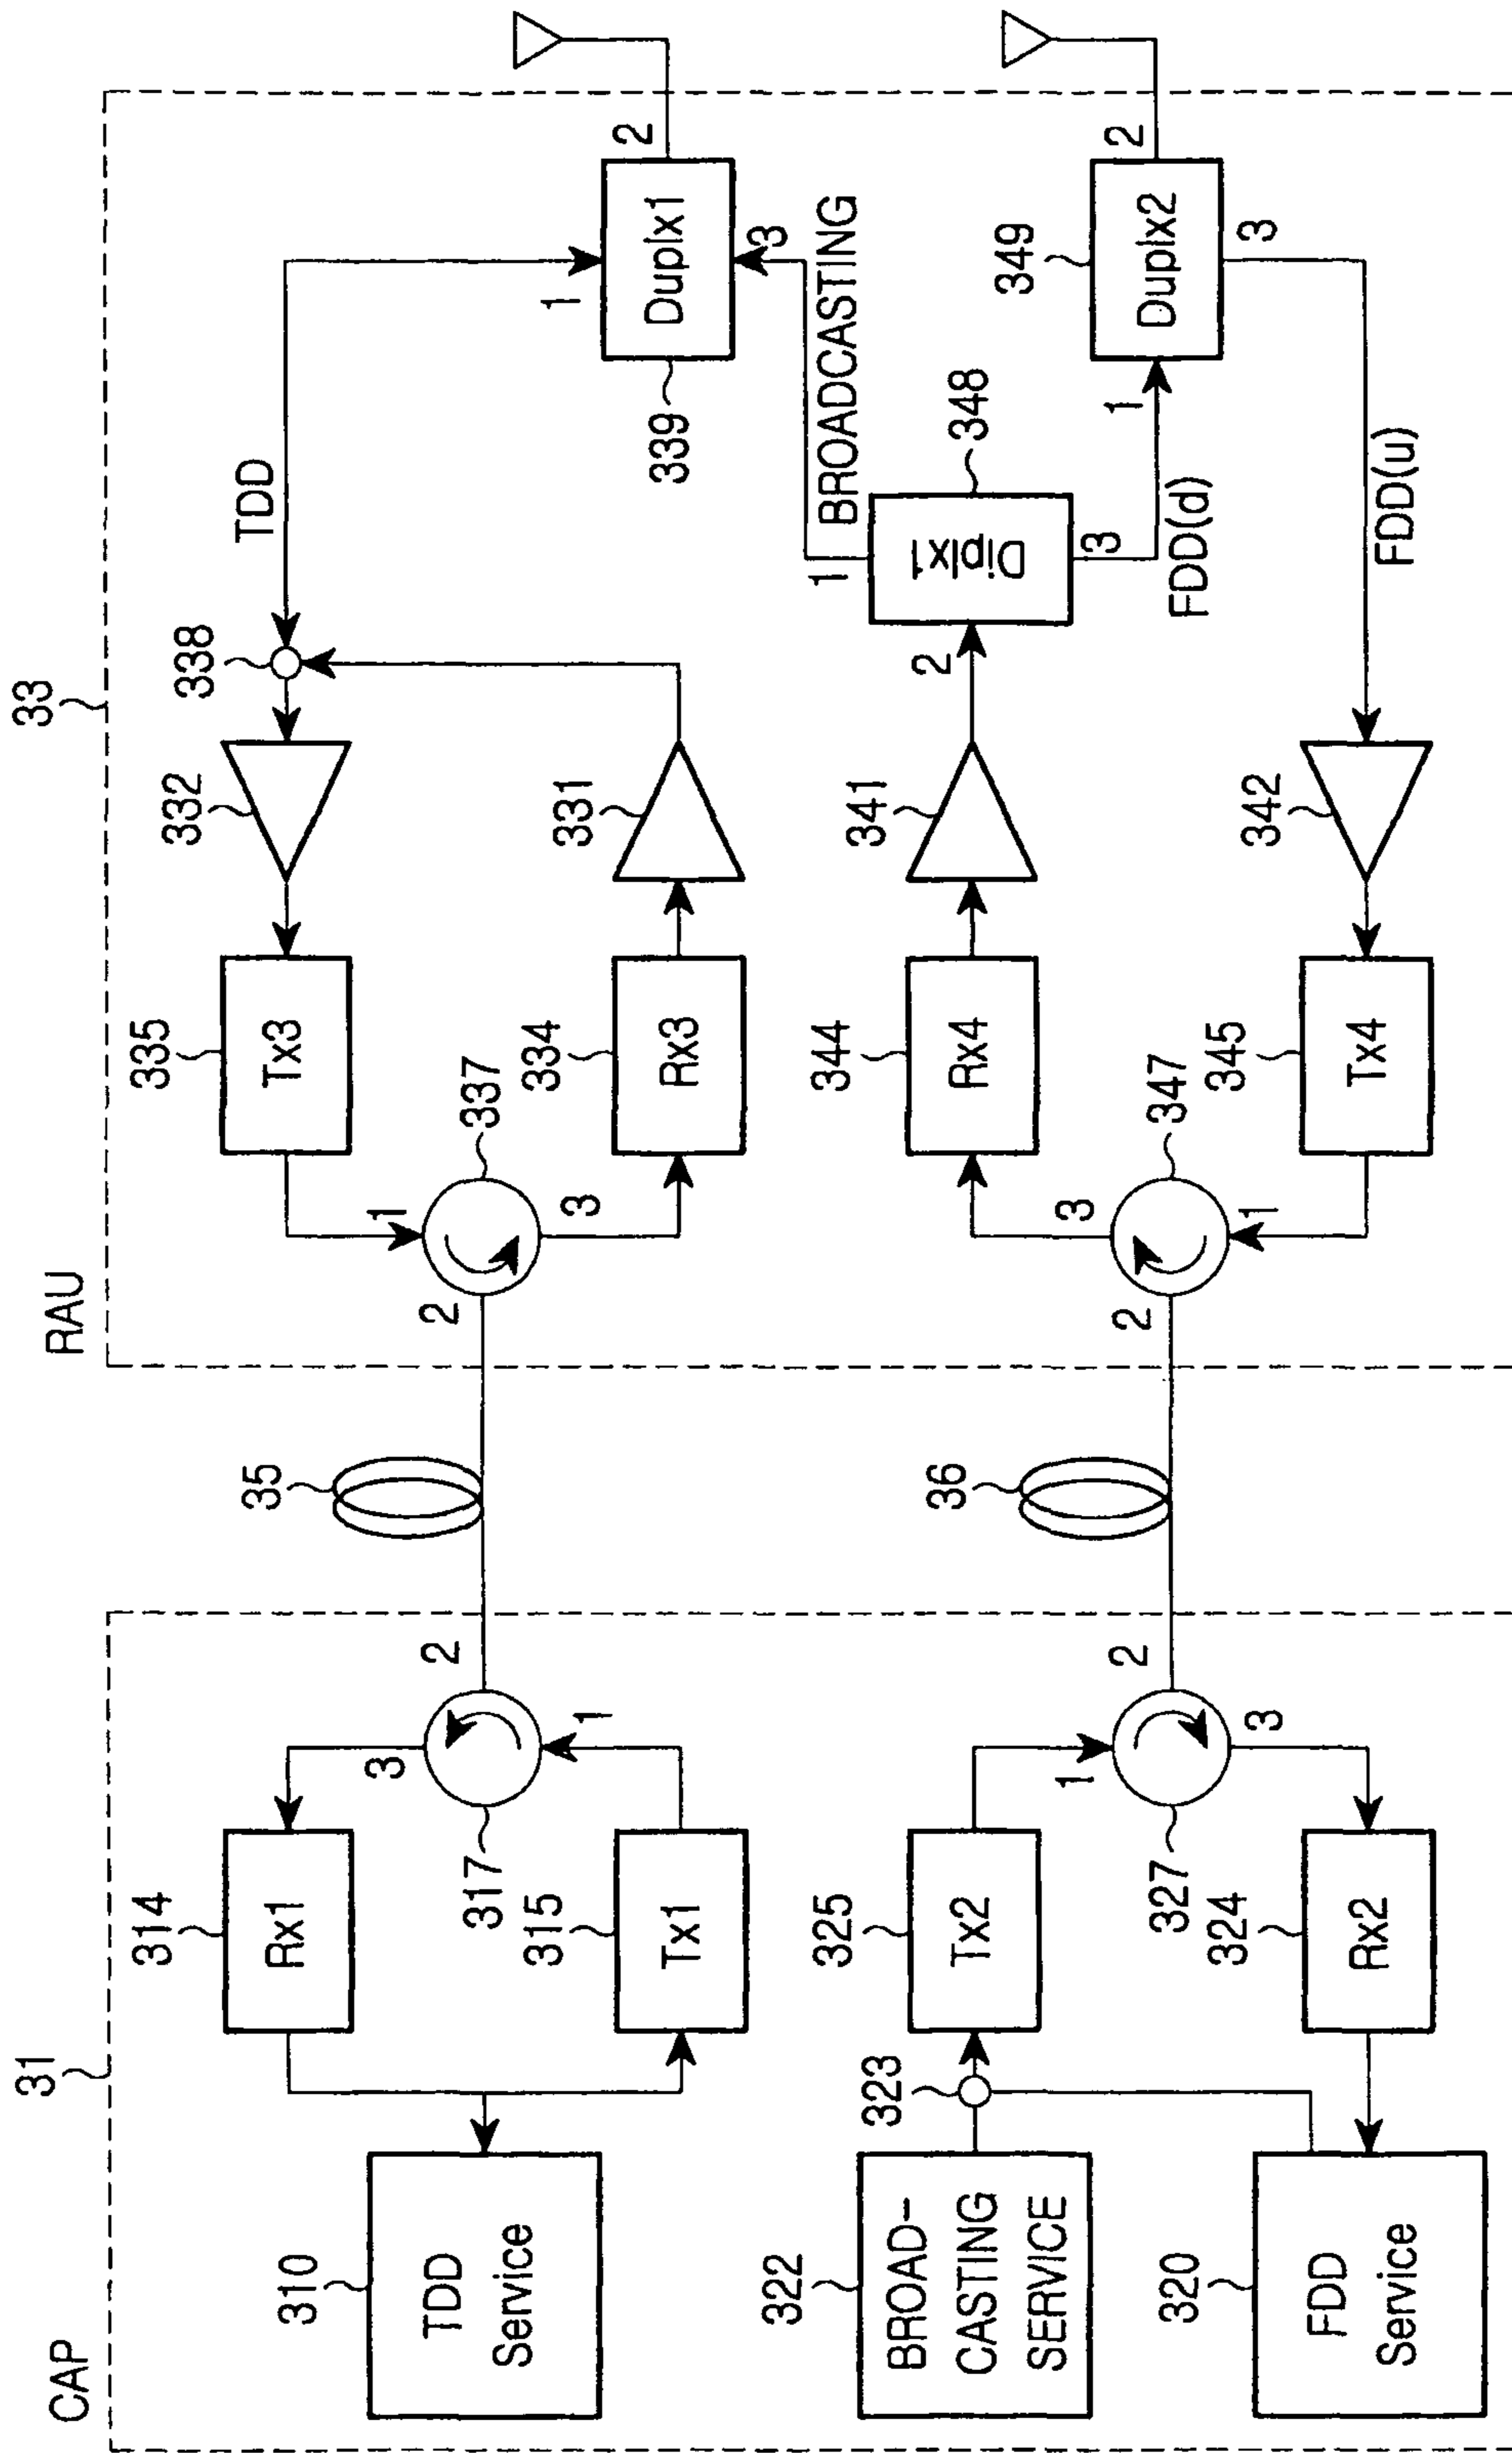 CAP
31
RAU
33
310
TDD
Service
314
Rx1
315
Tx1
317
3
1
2
35
2
337
1
3
335
Tx3
334
Rx3
332
331
338
TDD
1
Duplx1
339
2
3
BROADCASTING
322
BROAD-
CASTING
SERVICE
323
325
Tx2
320
FDD
Service
324
Rx2
327
1
3
2
36
2
347
3
1
344
Rx4
345
Tx4
341
342
2
Diplx1
348
1
3
FDD(d)
1
349
Duplx2
2
3
FDD(u)